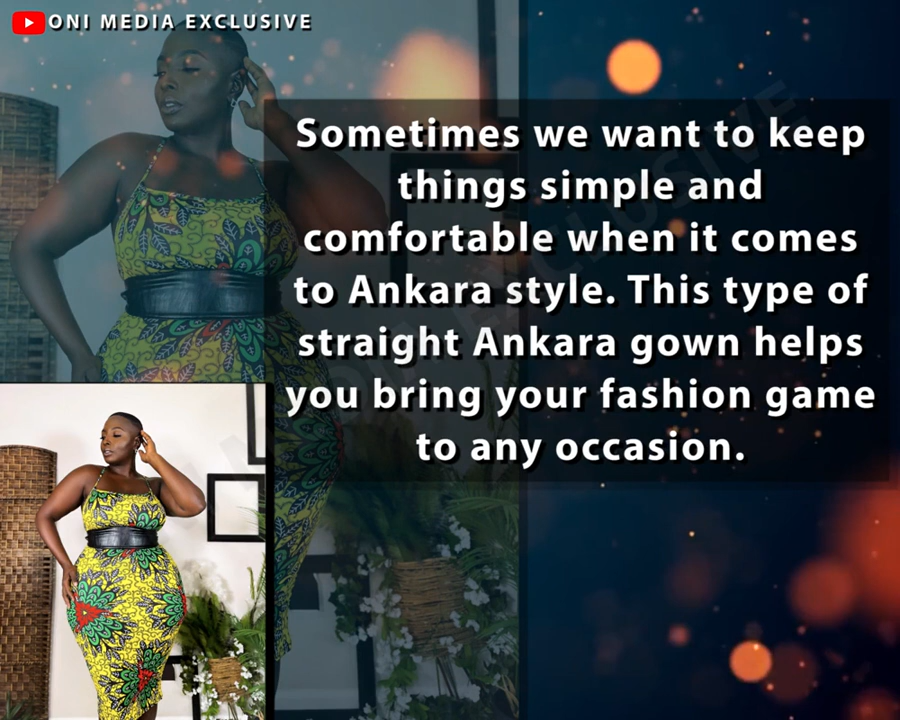 ONI MEDIA EXCLUSIVE
Sometimes we want to keep
things simple and
comfortable when it comes
to Ankara style. This type of
straight Ankara gown helps
you bring your fashion game
to any occasion.